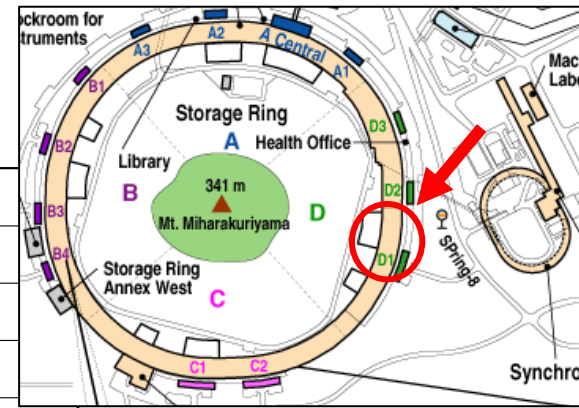 ockroom for
struments
A3
A2
A Central
A1
B1
Storage Ring
A
D3
Health Office
Library
B2
B
341 m
Mt. Miharakuriyama
D
D2
B3
SPring-8
B4
D1
Storage Ring
Annex West
C
C1
C2
Mac
Labo
Synchro